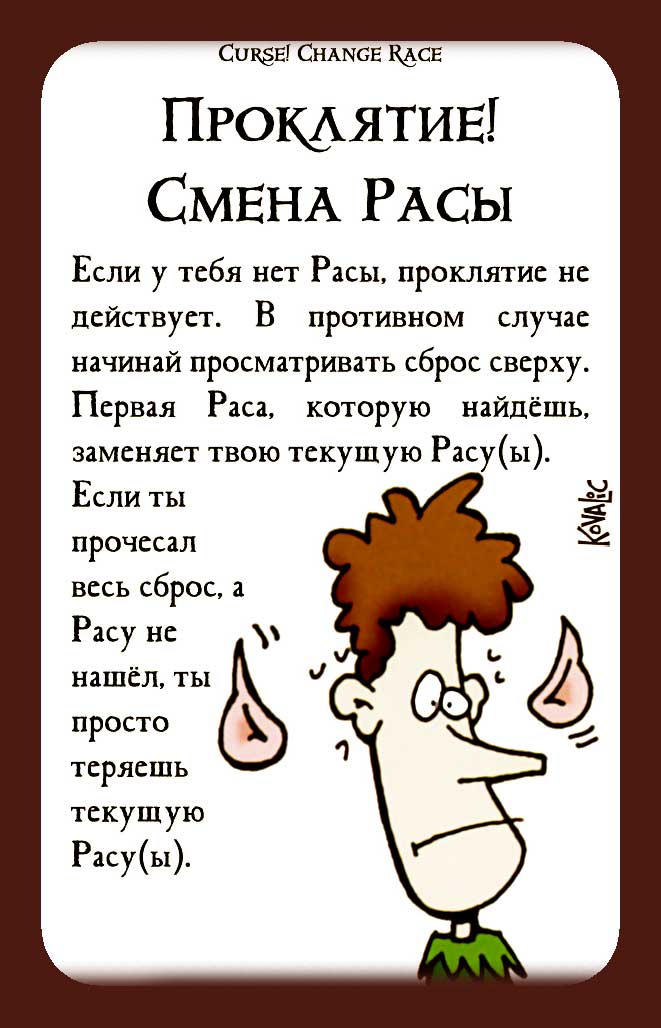 Curse! Change Race
Проклятие!
Смена Расы
Если у тебя нет Расы, проклятие не
действует. В противном случае
начинай просматривать сброс сверху.
Первая Раса, которую найдёшь,
заменяет твою текущую Расу(ы).
Если ты
прочесал
весь сброс, а
Расу не
нашёл, ты
просто
теряешь
текущую
Расу(ы).
Kovalic